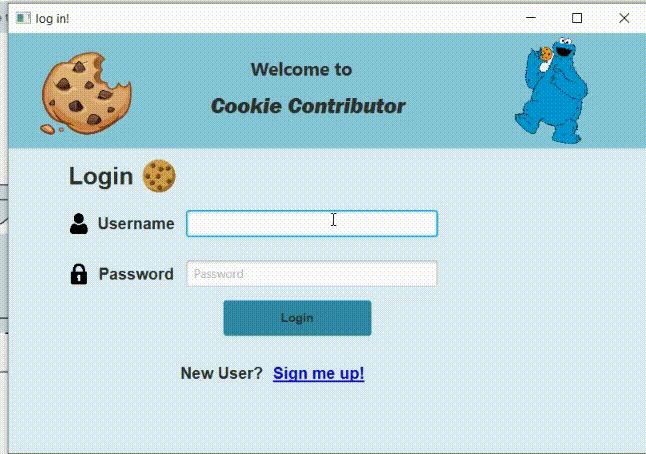 log in!
Welcome to
Cookie Contributor
Login
Username
Password Password
Login
New User? Sign me up!